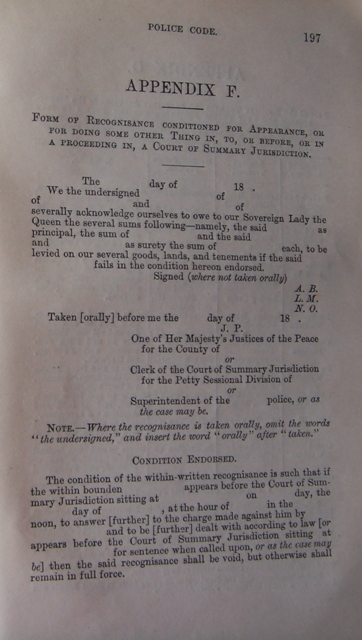 POLICE CODE.
197
APPENDIX F.
FORM OF RECOGNISANCE CONDITIONED FOR APPEARANCE, OR
FOR DOING SOME OTHER THING IN, TO, OR BEFORE, OR IN
A PROCEEDING IN, A COURT OF SUMMARY JURISDICTION.
The day of 18 .
We the undersigned of
of and of
severally acknowledge ourselves to owe to our Sovereign Lady the
Queen the several sums following—namely, the said as
principal, the sum of and the said
and as surety the sum of each, to be
levied on our several goods, lands, and tenements if the said
fails in the condition hereon endorsed.
Signed (where not taken orally)
A. B.
L. M.
N. O.
Taken [orally] before me the day of 18 .
J. P.
One of Her Majesty's Justices of the Peace
for the County of
or
Clerk of the Court of Summary Jurisdiction
for the Petty Sessional Division of
or
Superintendent of the police, or as
the case may be.
NOTE.—Where the recognisance is taken orally, omit the words
"the undersigned," and insert the word "orally" after "taken."
CONDITION ENDORSED.
The condition of the within-written recognisance is such that if
the within bounden appears before the Court of Sum-
mary Jurisdiction sitting at on day, the
day of , at the hour of in the
noon, to answer [further] to the charge made against him by
and to be [further] dealt with according to law [or
appears before the Court of Summary Jurisdiction sitting at
for sentence when called upon, or as the case may
be] then the said recognisance shall be void, but otherwise shall
remain in full force.